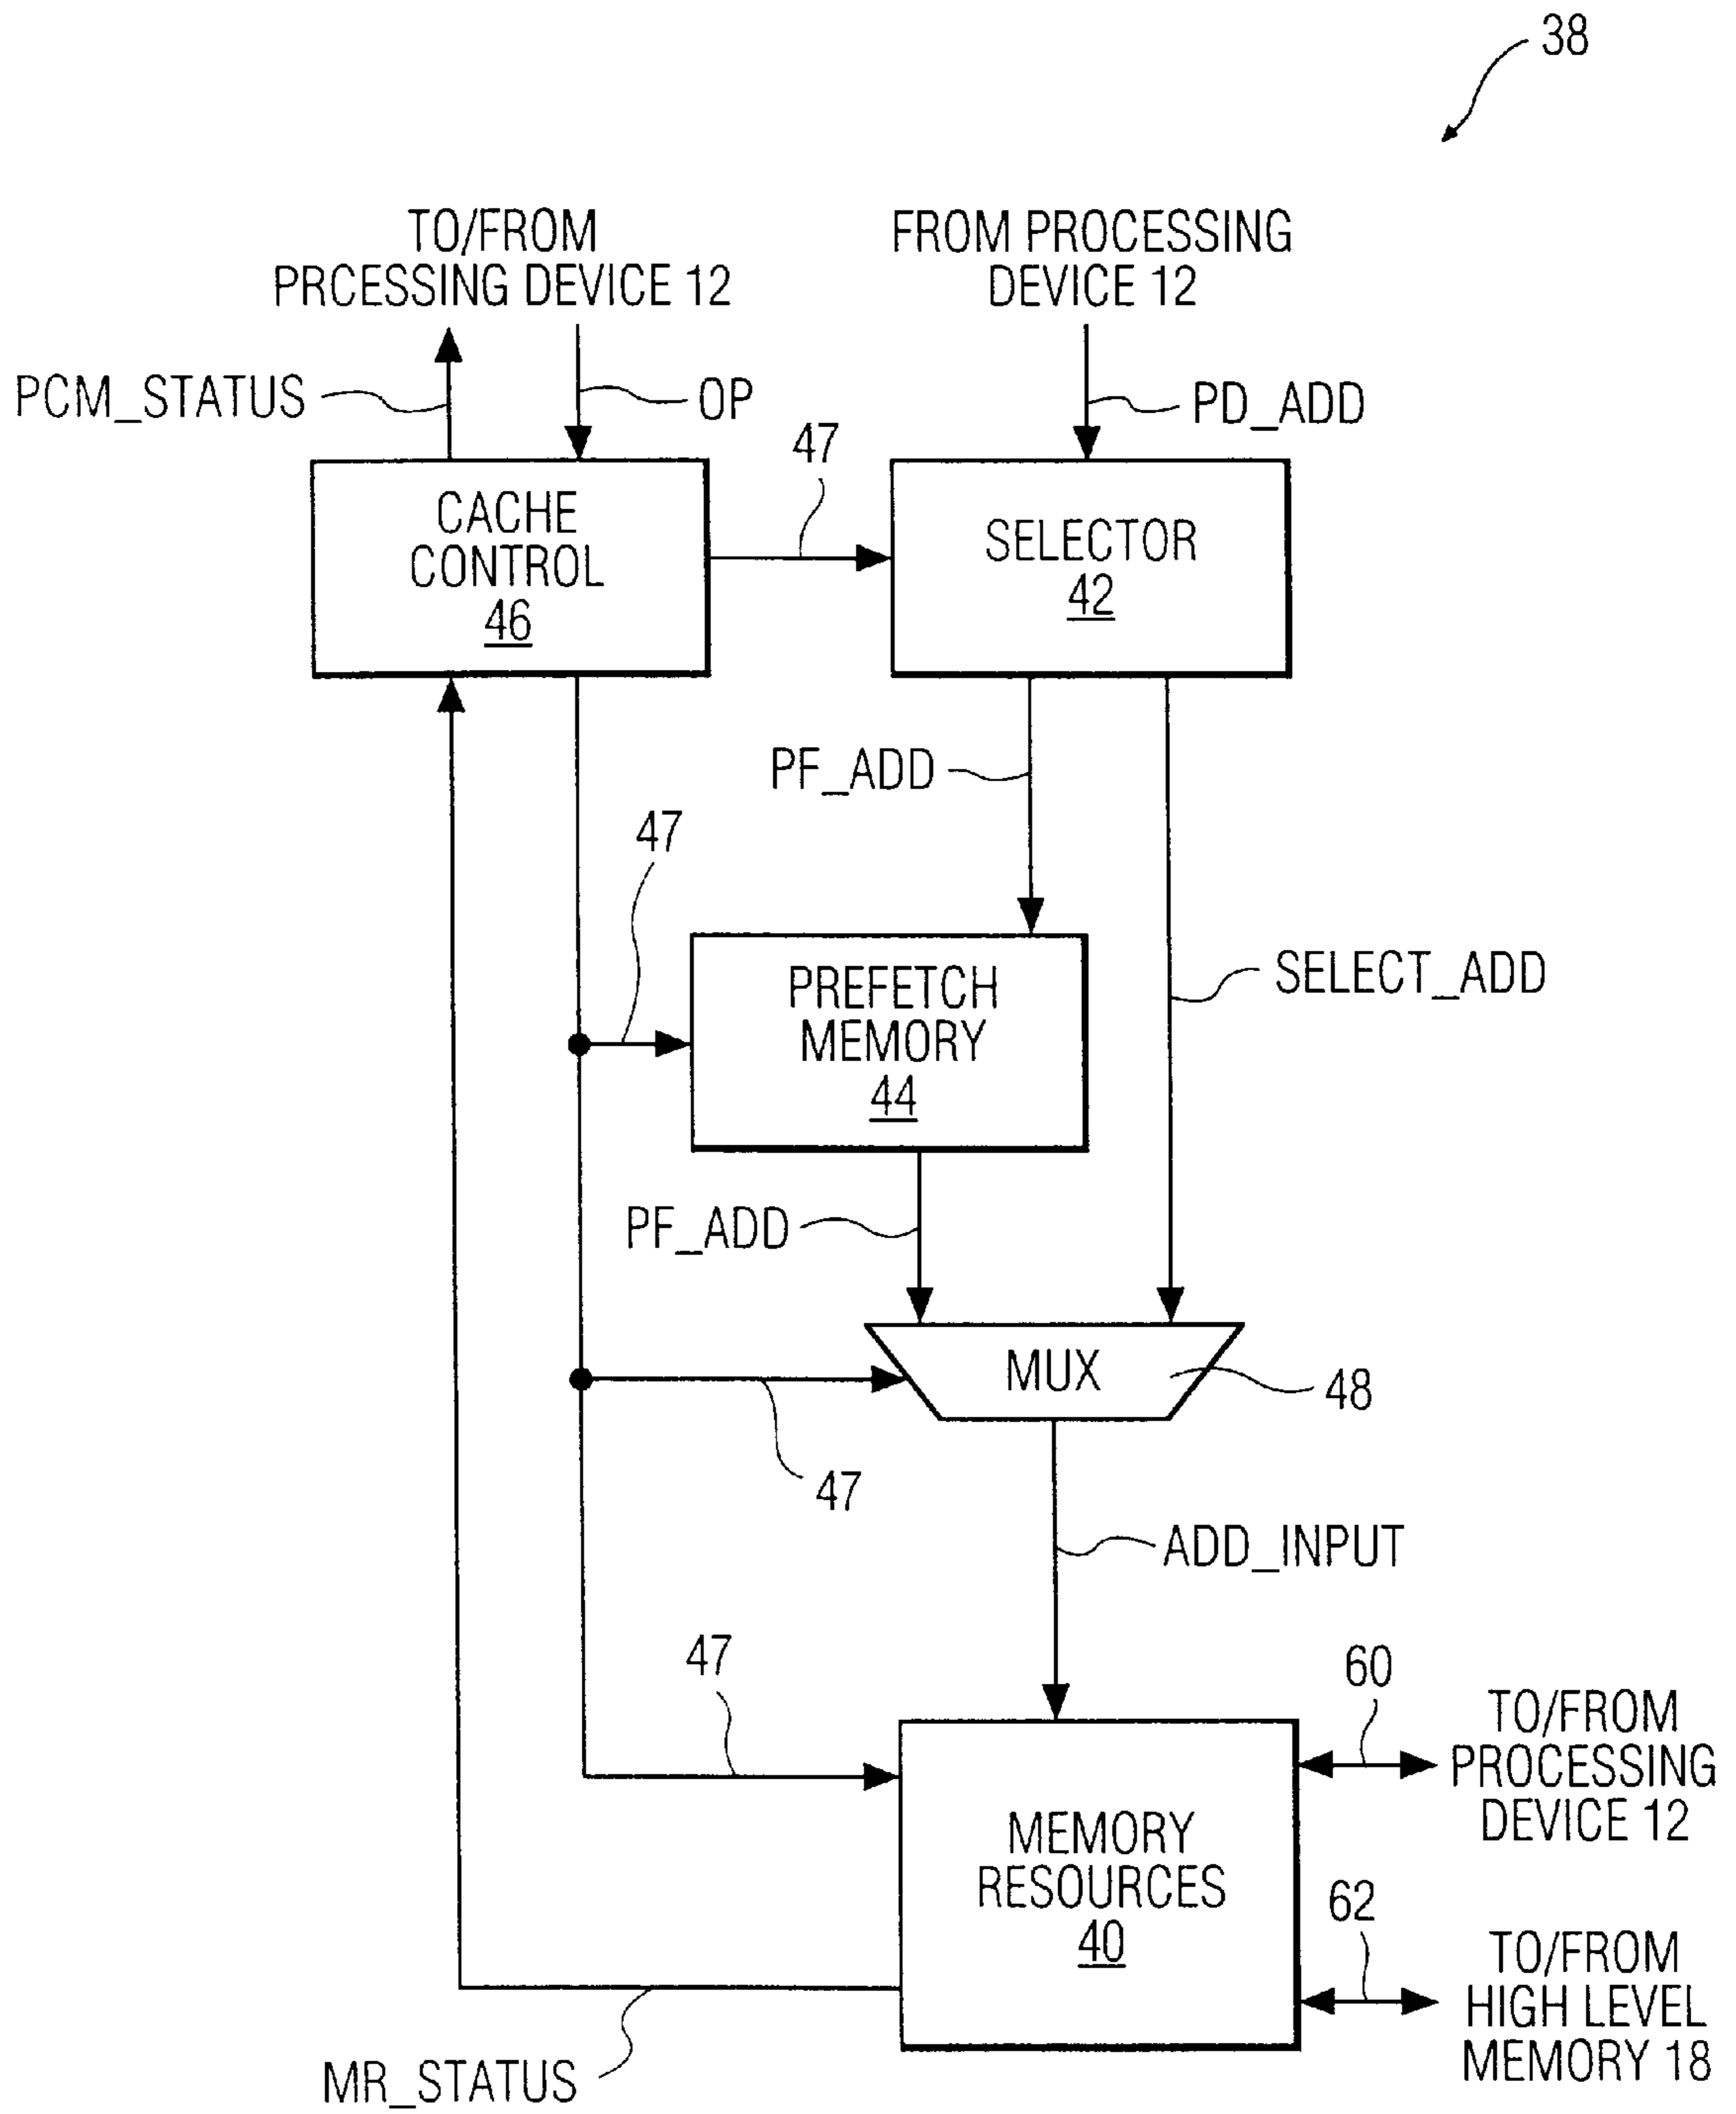 38
TO/FROM
PRCESSING DEVICE 12
FROM PROCESSING
DEVICE 12
PCM_STATUS
OP
PD_ADD
47
CACHE
CONTROL
46
SELECTOR
42
PF_ADD
47
SELECT_ADD
PREFETCH
MEMORY
44
PF_ADD
MUX
48
47
ADD_INPUT
47
60
TO/FROM
PROCESSING
DEVICE 12
MEMORY
RESOURCES
40
62
TO/FROM
HIGH LEVEL
MEMORY 18
MR_STATUS